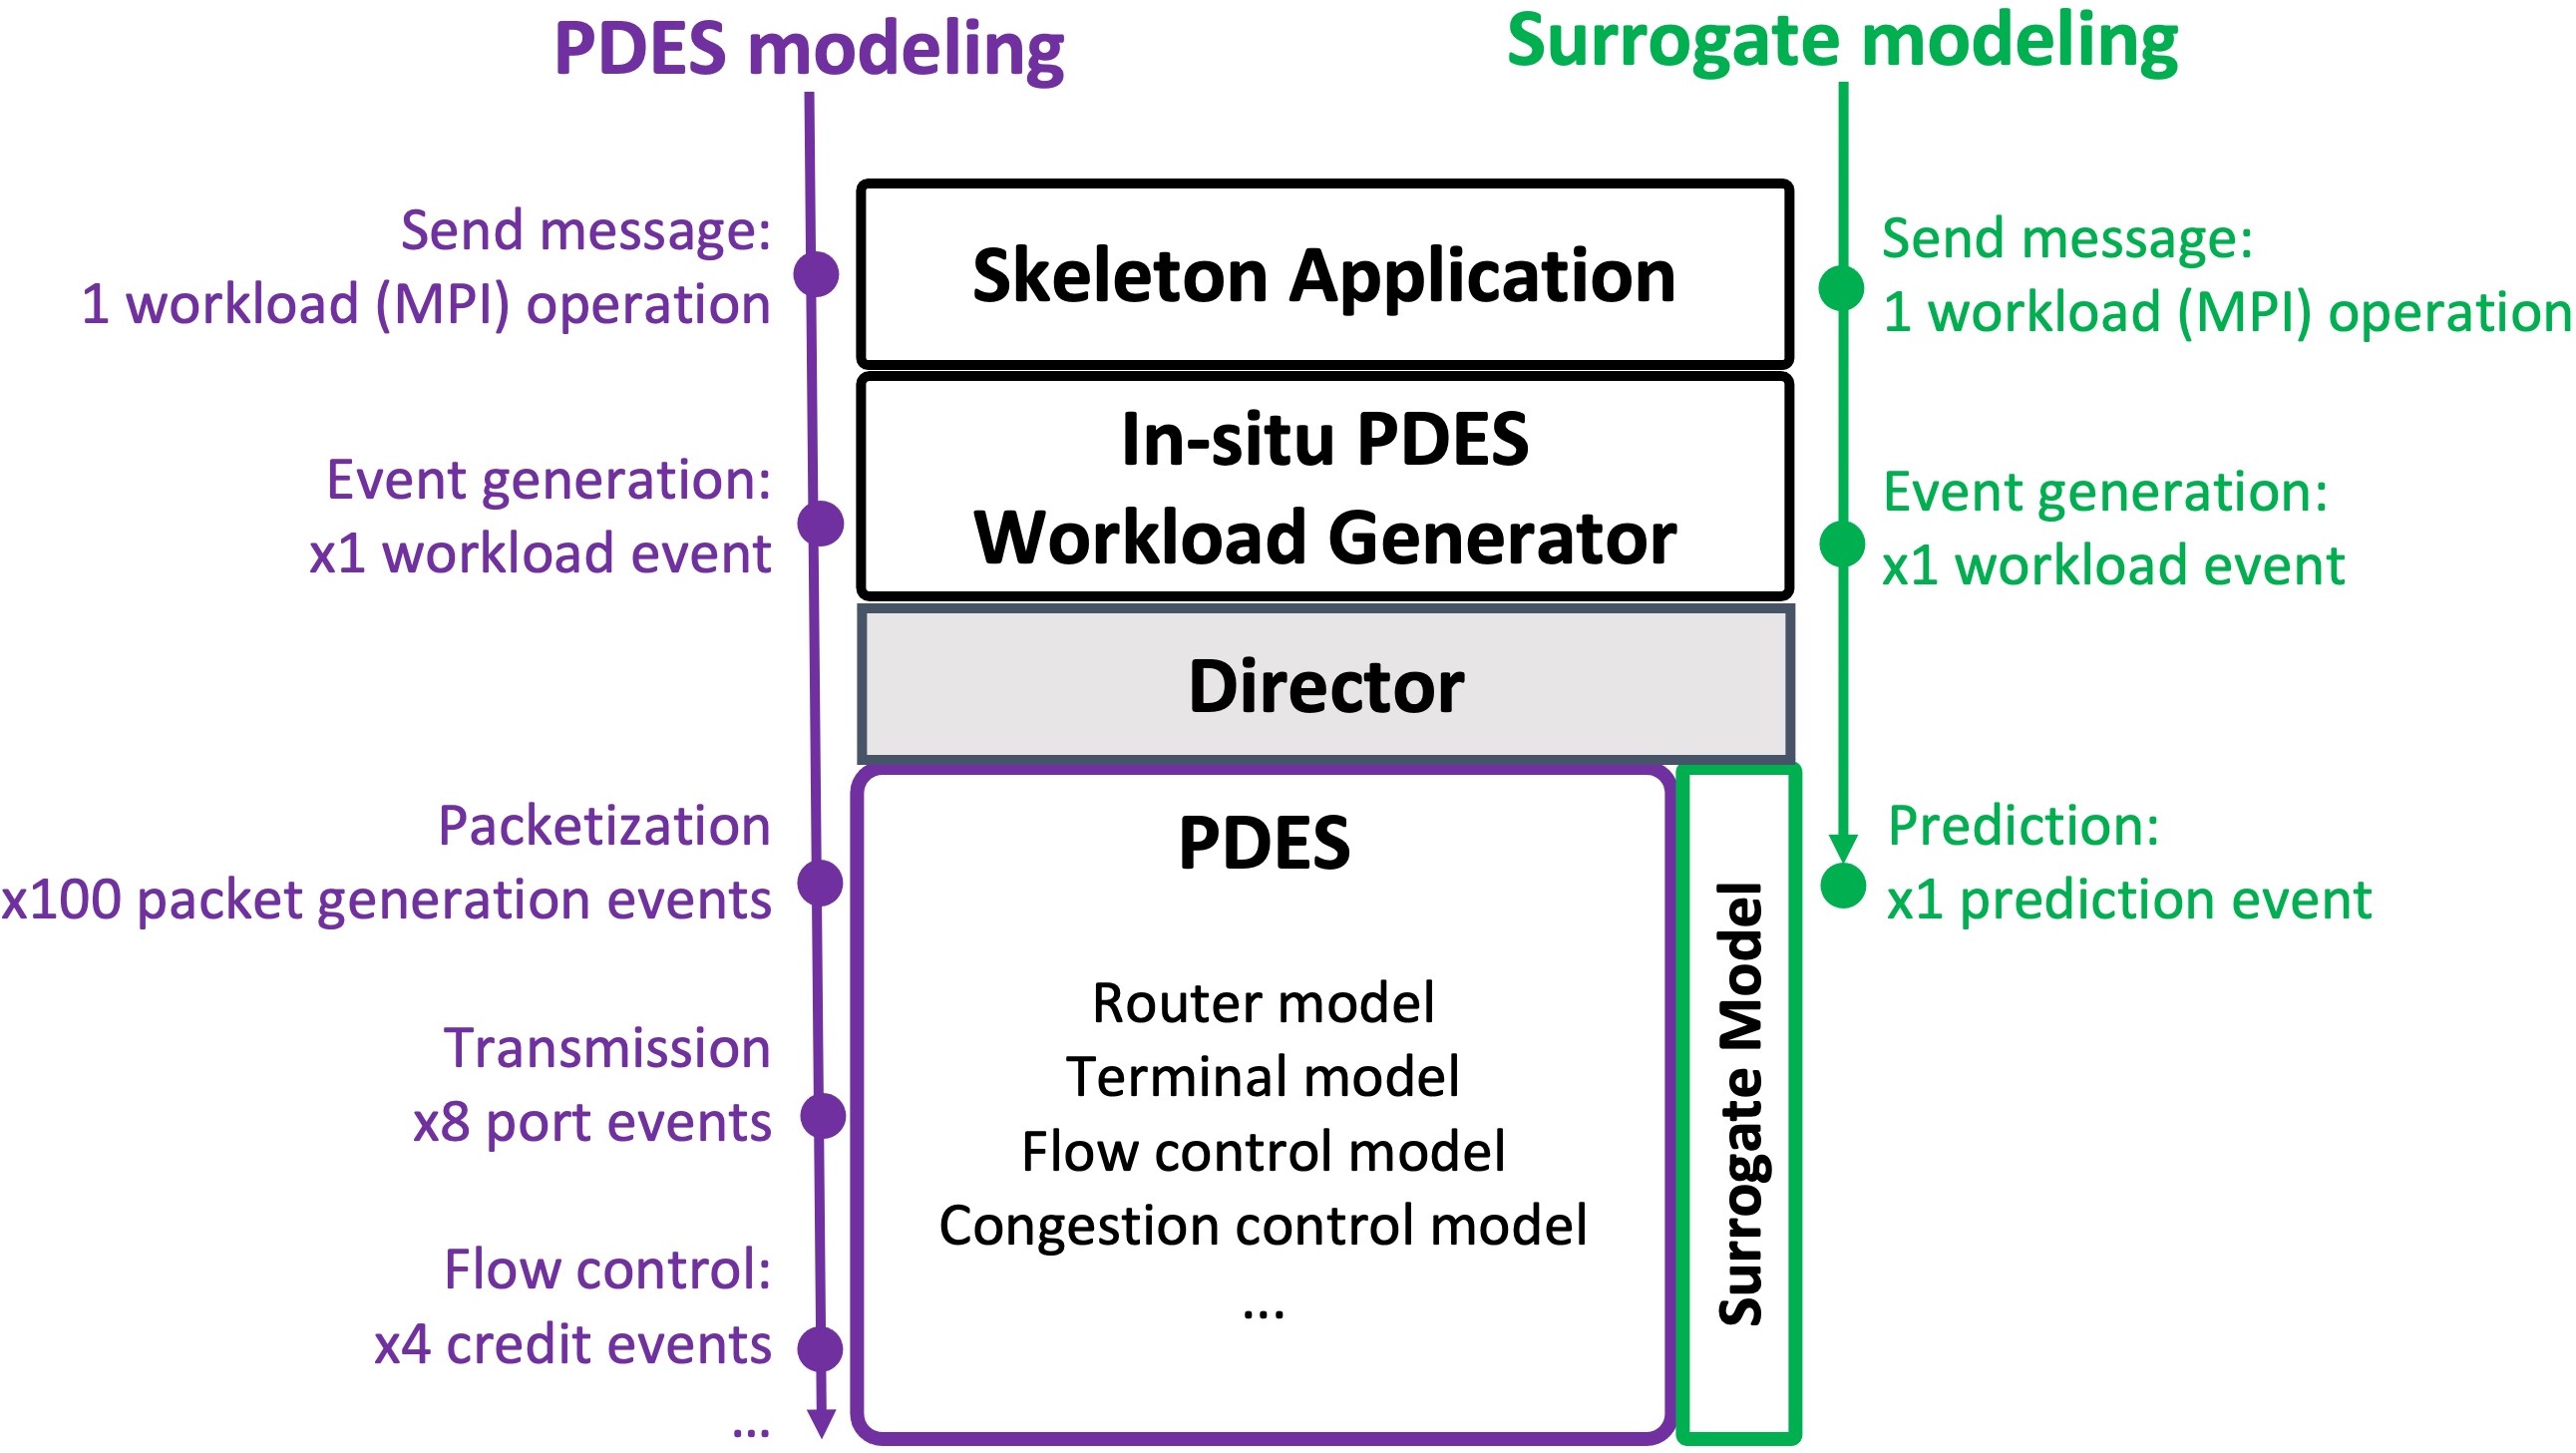 PDES modeling
Surrogate modeling
Send message:
1 workload (MPI) operation
Event generation:
x1 workload event
Packetization
x100 packet generation events
Transmission
x8 port events
Flow control:
x4 credit events
...
Skeleton Application
In-situ PDES
Workload Generator
Director
PDES
Router model
Terminal model
Flow control model
Congestion control model
...
Surrogate Model
Send message:
1 workload (MPI) operation
Event generation:
x1 workload event
Prediction:
x1 prediction event